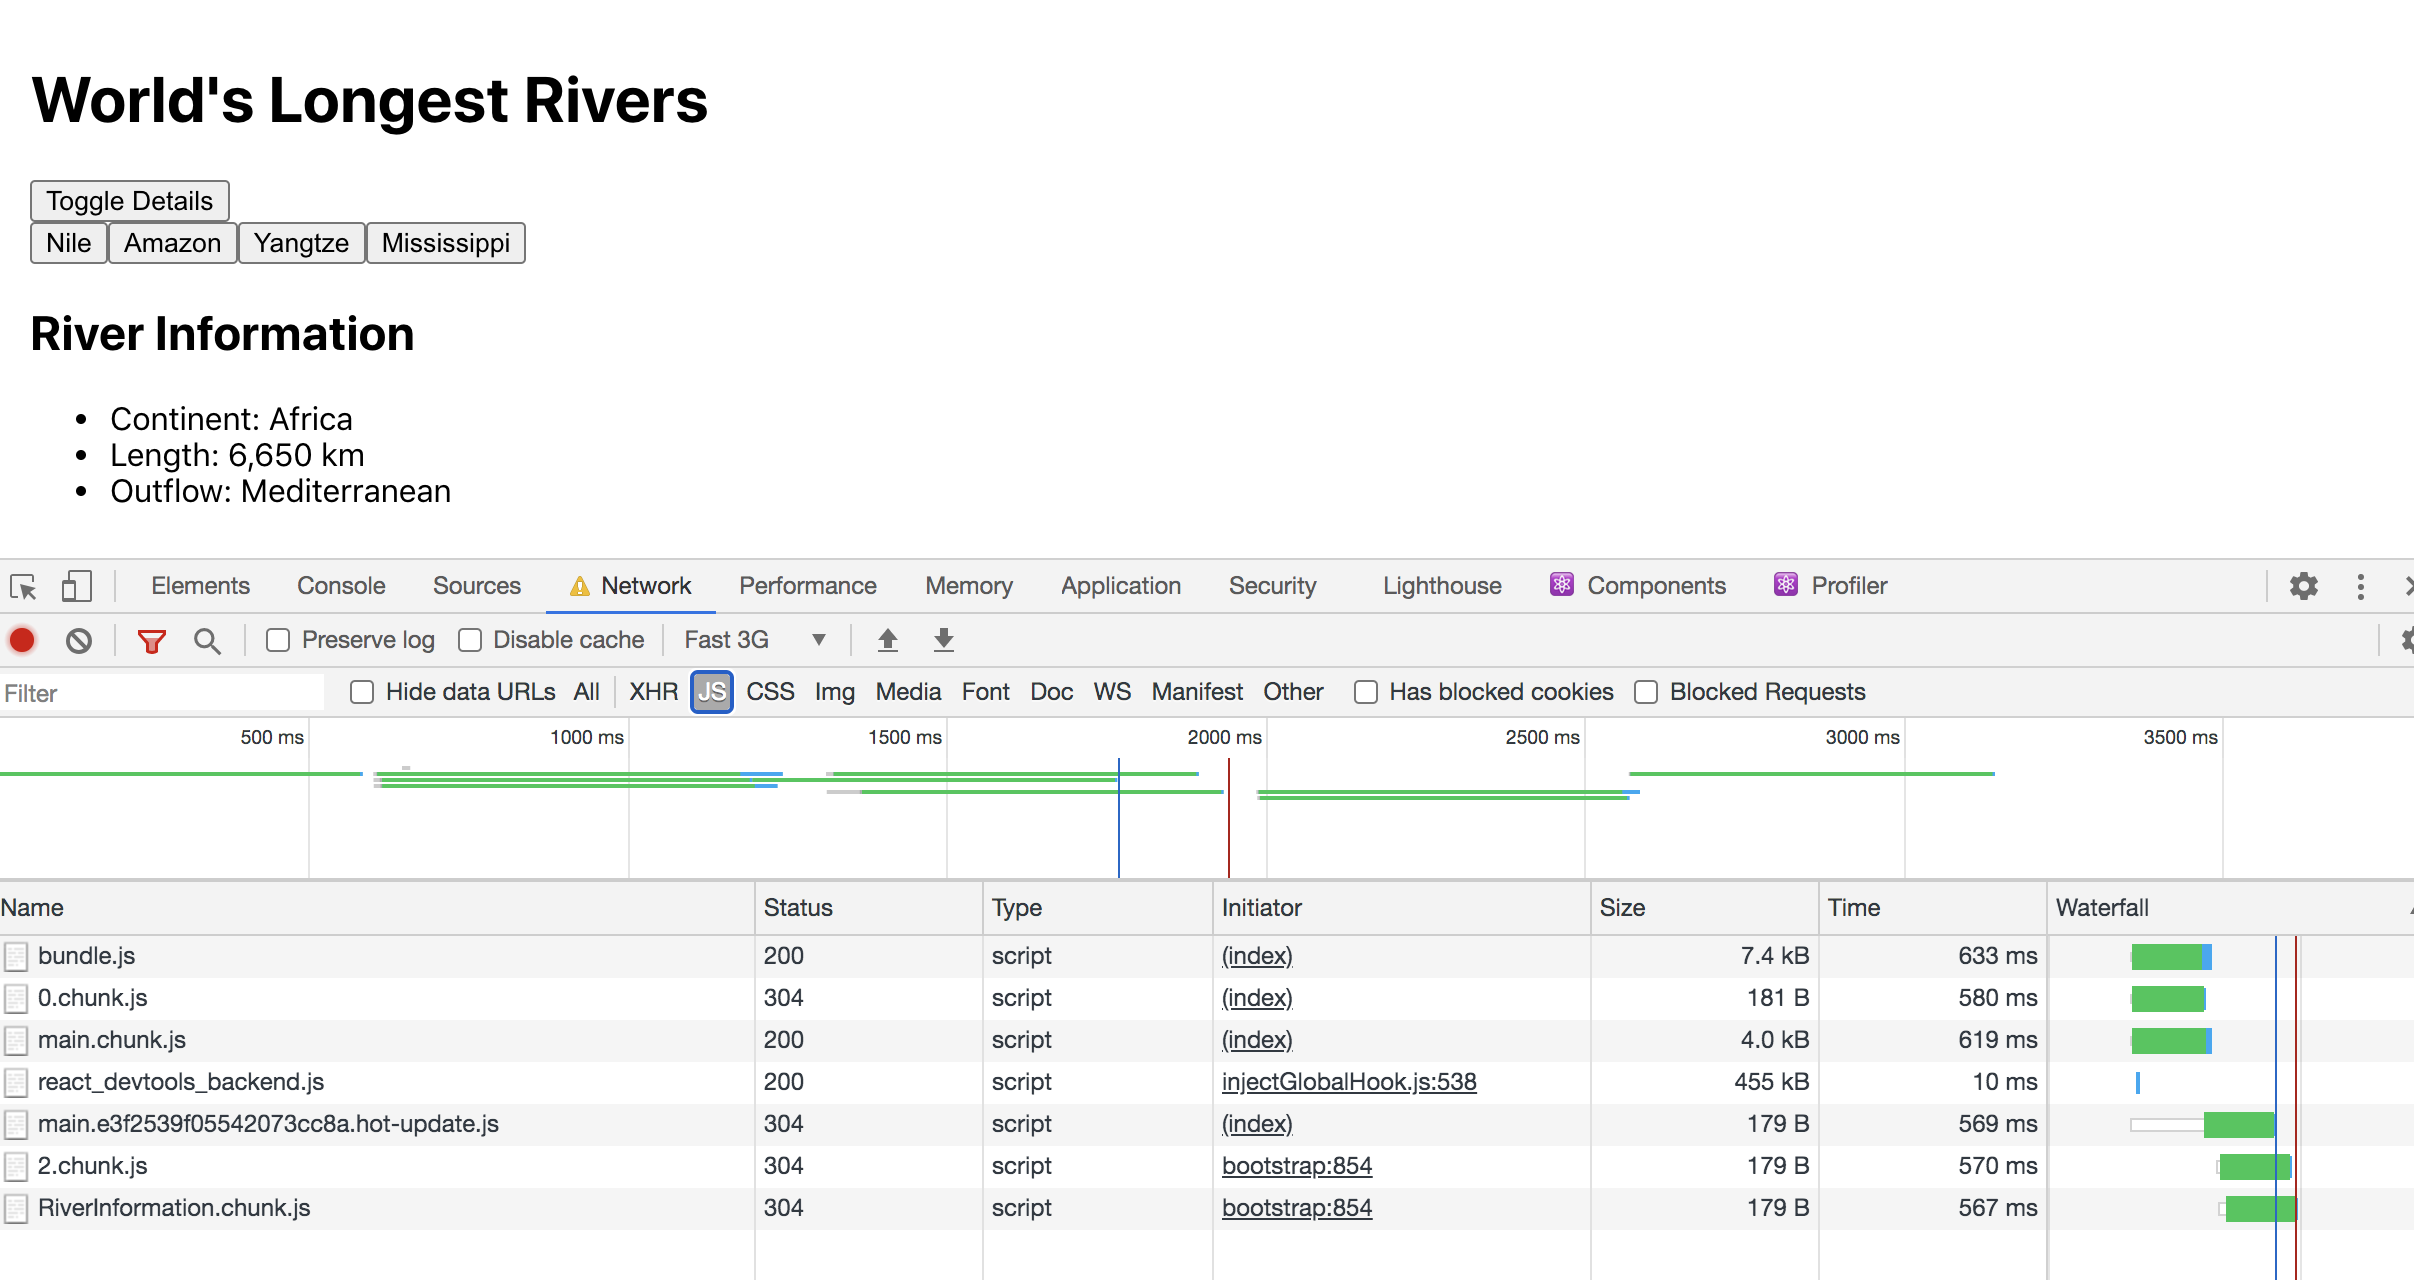 World's Longest Rivers
Toggle Details
Nile Amazon Yangtze Mississippi
River Information
• Continent: Africa
• Length: 6,650 km
• Outflow: Mediterranean
Elements Console Sources Network Performance Memory Application Security Lighthouse Components Profiler
Preserve log Disable cache Fast 3G
Filter Hide data URLs All XHR JS CSS Img Media Font Doc WS Manifest Other Has blocked cookies Blocked Requests
500 ms 1000 ms 1500 ms 2000 ms 2500 ms 3000 ms 3500 ms
Name Status Type Initiator Size Time Waterfall
bundle.js 200 script (index) 7.4 kB 633 ms
0.chunk.js 304 script (index) 181 B 580 ms
main.chunk.js 200 script (index) 4.0 kB 619 ms
react_devtools_backend.js 200 script injectGlobalHook.js:538 455 kB 10 ms
main.e3f2539f05542073cc8a.hot-update.js 304 script (index) 179 B 569 ms
2.chunk.js 304 script bootstrap:854 179 B 570 ms
RiverInformation.chunk.js 304 script bootstrap:854 179 B 567 ms